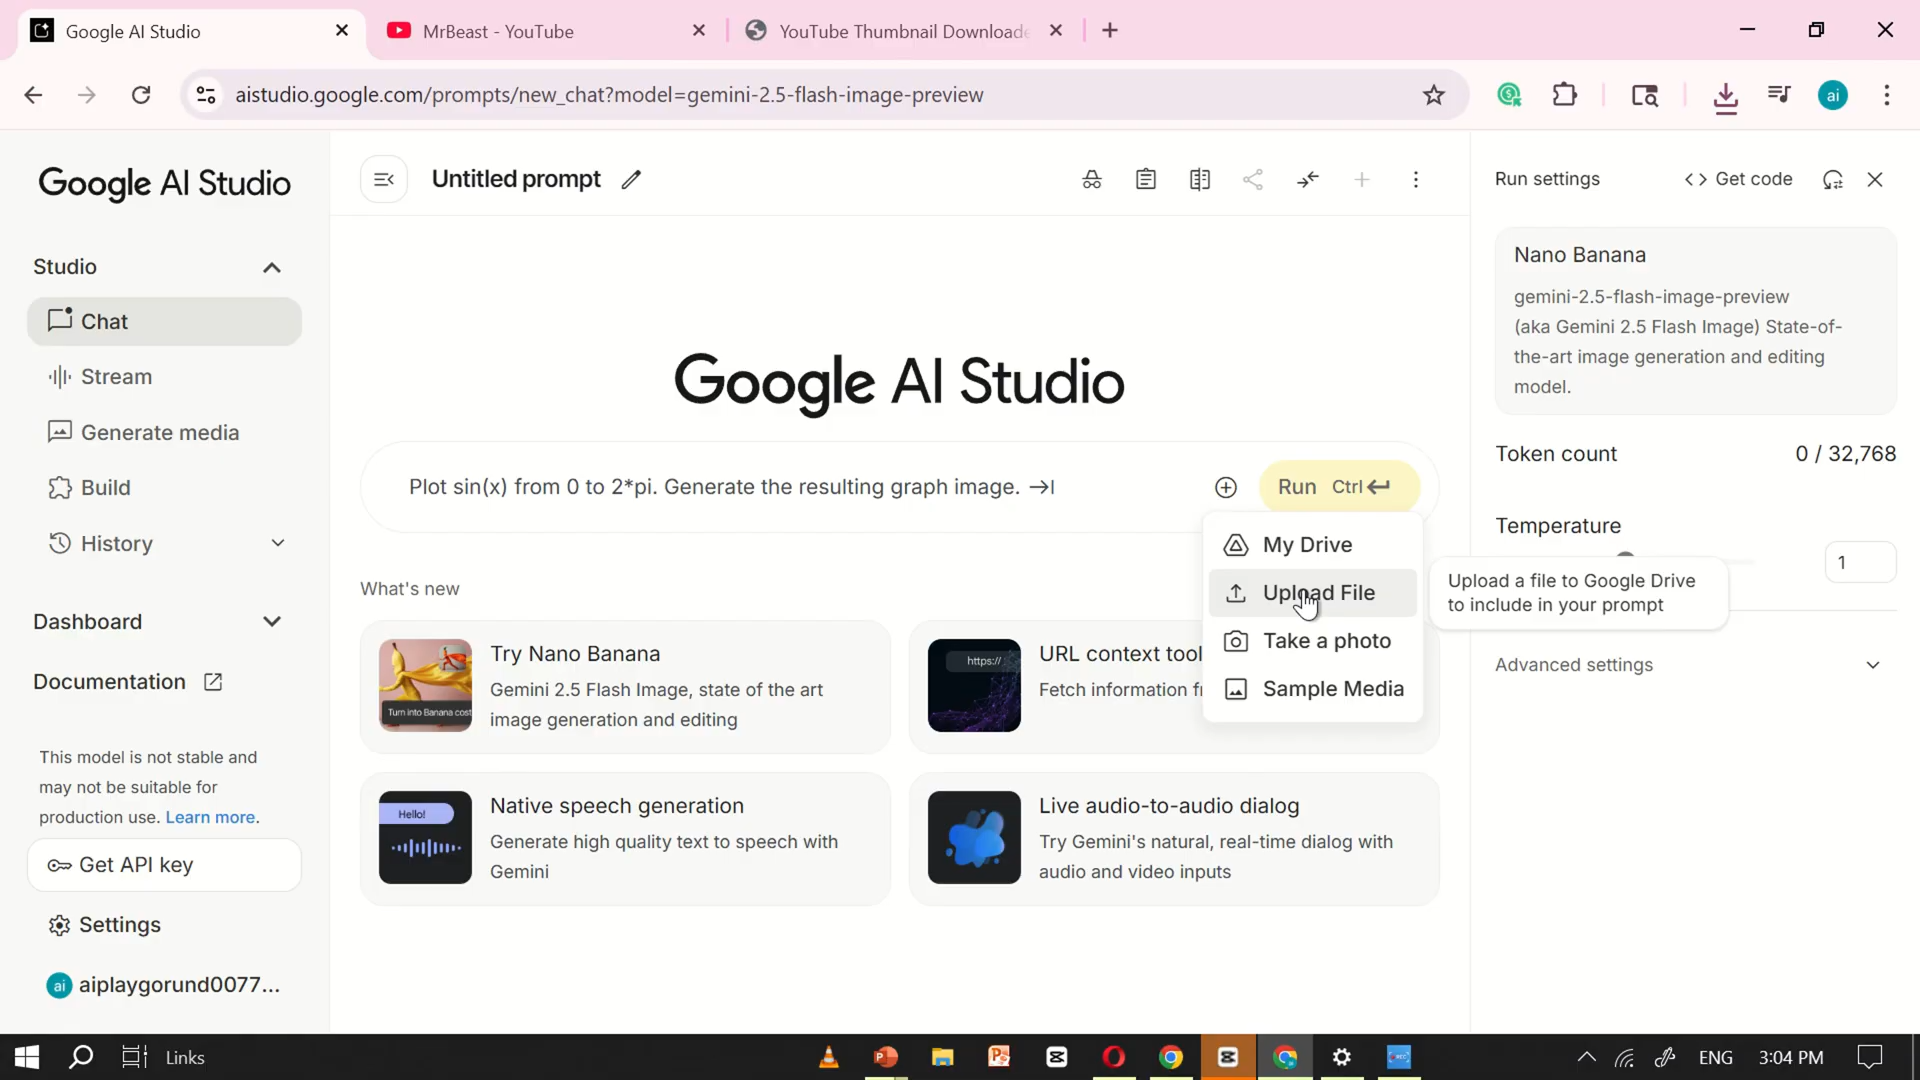 Google AI Studio
MrBeast - YouTube
YouTube Thumbnail Downloade
aistudio.google.com/prompts/new_chat?model=gemini-2.5-flash-image-preview
ai
Google AI Studio
Studio
Chat
Stream
Generate media
Build
History
Dashboard
Documentation
This model is not stable and
may not be suitable for
production use. Learn more.
Get API key
Settings
ai aiplaygorund0077...
Untitled prompt
Google AI Studio
Plot sin(x) from 0 to 2*pi. Generate the resulting graph image.
Run Ctrl
My Drive
Upload File
Take a photo
Sample Media
Upload a file to Google Drive
to include in your prompt
What's new
Turn into Banana cost
Try Nano Banana
Gemini 2.5 Flash Image, state of the art
image generation and editing
https://
URL context tool
Fetch information f
Hello!
Native speech generation
Generate high quality text to speech with
Gemini
Live audio-to-audio dialog
Try Gemini's natural, real-time dialog with
audio and video inputs
Run settings
Get code
Nano Banana
gemini-2.5-flash-image-preview
(aka Gemini 2.5 Flash Image) State-of-
the-art image generation and editing
model.
Token count 0 / 32,768
Temperature
1
Advanced settings
Links
ENG
3:04 PM